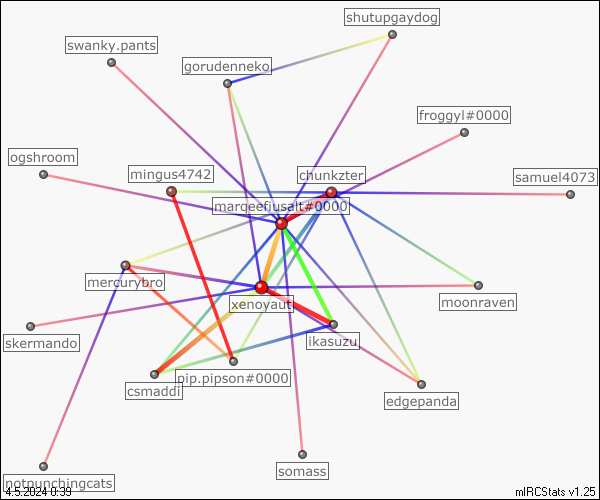 shutupgaydog
swanky.pants
gorudenneko
froggyl#0000
ogshroom
mingus4742
chunkzter
samuel4073
marqeefiusalt#0000
mercurybro
xenoyaut
moonraven
skermando
ikasuzu
csmaddi
pip.pipson#0000
edgepanda
somass
notpunchingcats
4.5.2024 0:39
mIRCStats v1.25